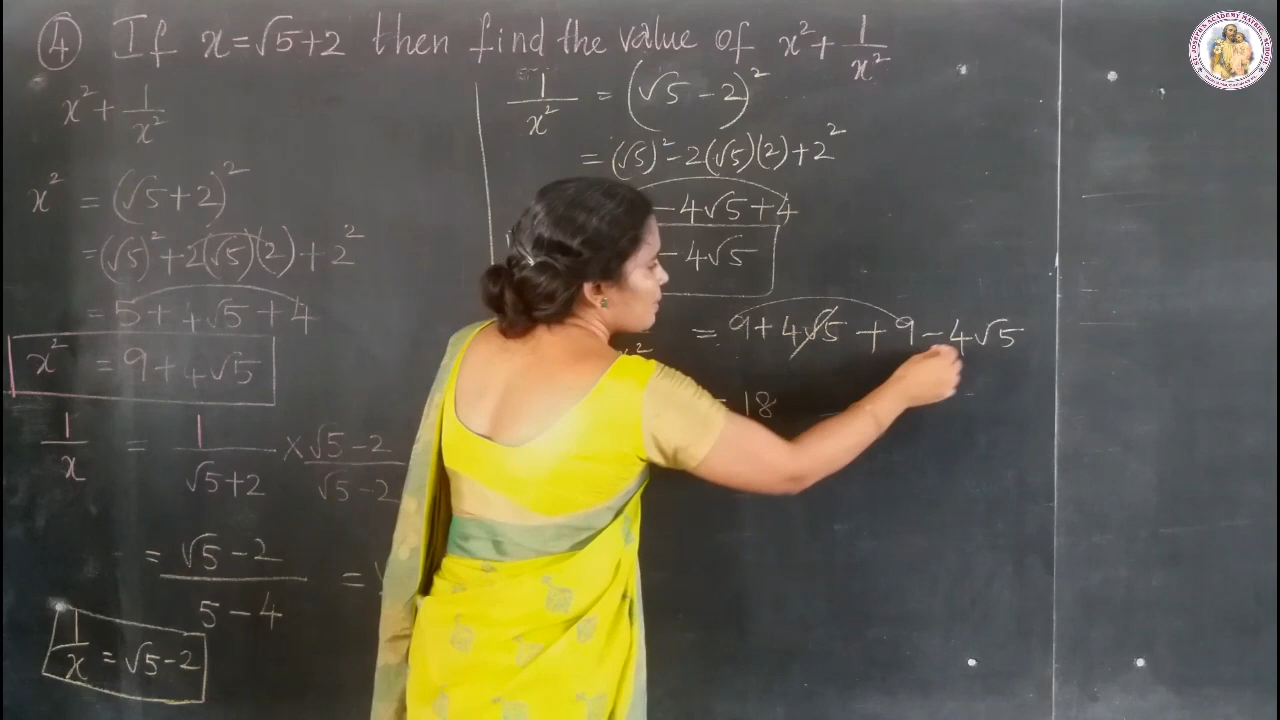 ④ If x = √5+2 then find the value of x² + 1/x²
x² + 1/x²
x² = (√5+2)²
= (√5)² + 2(√5)(2) + 2²
= 5 + 4√5 + 4
x² = 9 + 4√5
1/x = 1/(√5+2) × (√5-2)/(√5-2)
= (√5-2)/(5-4) =
1/x = √5-2
1/x² = (√5-2)²
= (√5)² - 2(√5)(2) + 2²
- 4√5 + 4
- 4√5
= 9 + 4√5 + 9 - 4√5
= 18